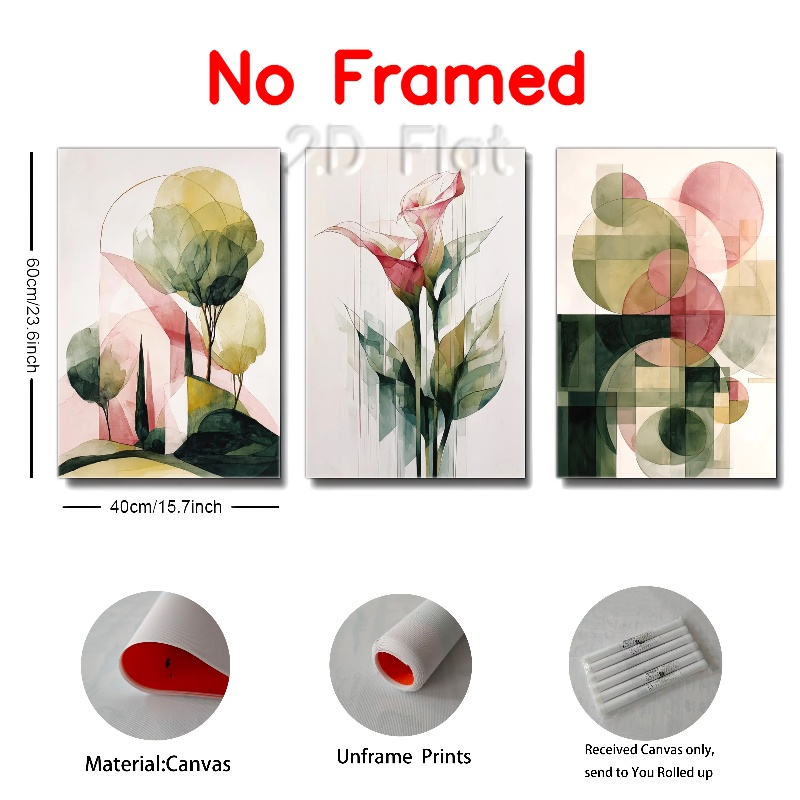 No Framed
2D Flat
60cm/23.6inch
40cm/15.7inch
Material:Canvas
Unframe Prints
Received Canvas only,
send to You Rolled up